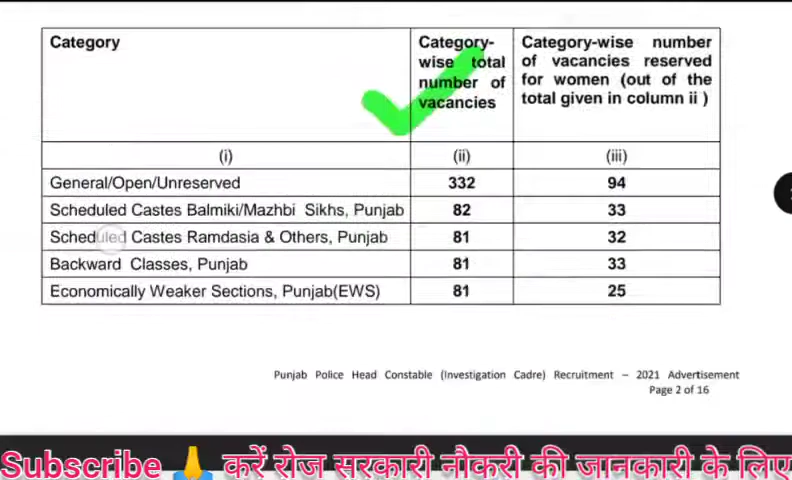 Category
Category-wise total number of vacancies
Category-wise number of vacancies reserved for women (out of the total given in column ii )
(i) (ii) (iii)
General/Open/Unreserved 332 94
Scheduled Castes Balmiki/Mazhbi Sikhs, Punjab 82 33
Scheduled Castes Ramdasia & Others, Punjab 81 32
Backward Classes, Punjab 81 33
Economically Weaker Sections, Punjab(EWS) 81 25
Punjab Police Head Constable (Investigation Cadre) Recruitment – 2021 Advertisement
Page 2 of 16
Subscribe 🙏 करें रोज सरकारी नौकरी की जानकारी के लिए